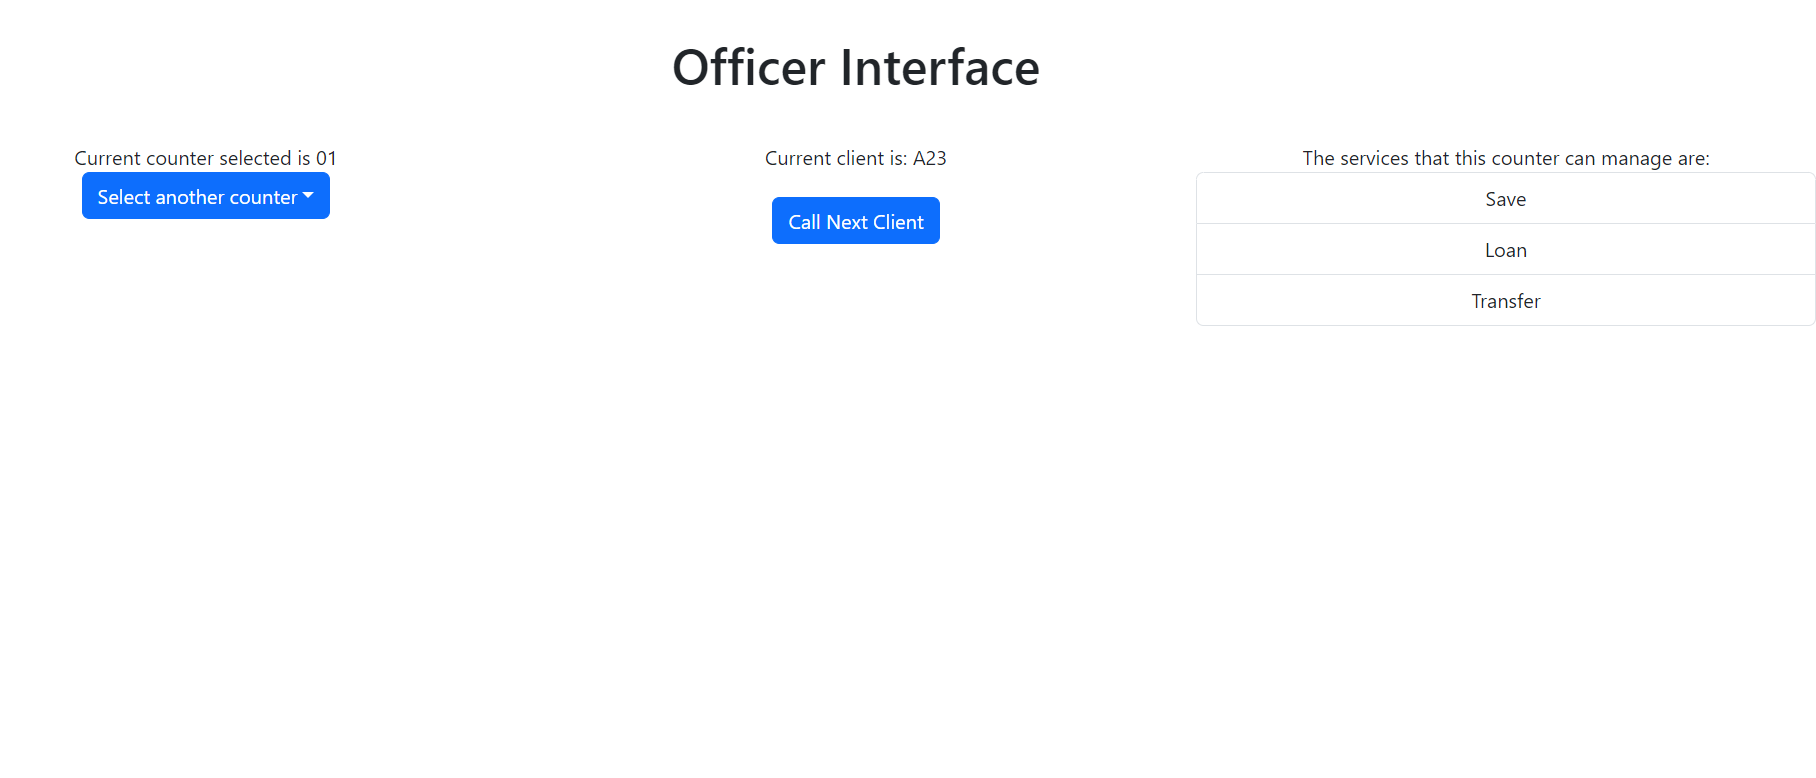 Officer Interface
Current counter selected is 01
Select another counter
Current client is: A23
Call Next Client
The services that this counter can manage are:
Save
Loan
Transfer